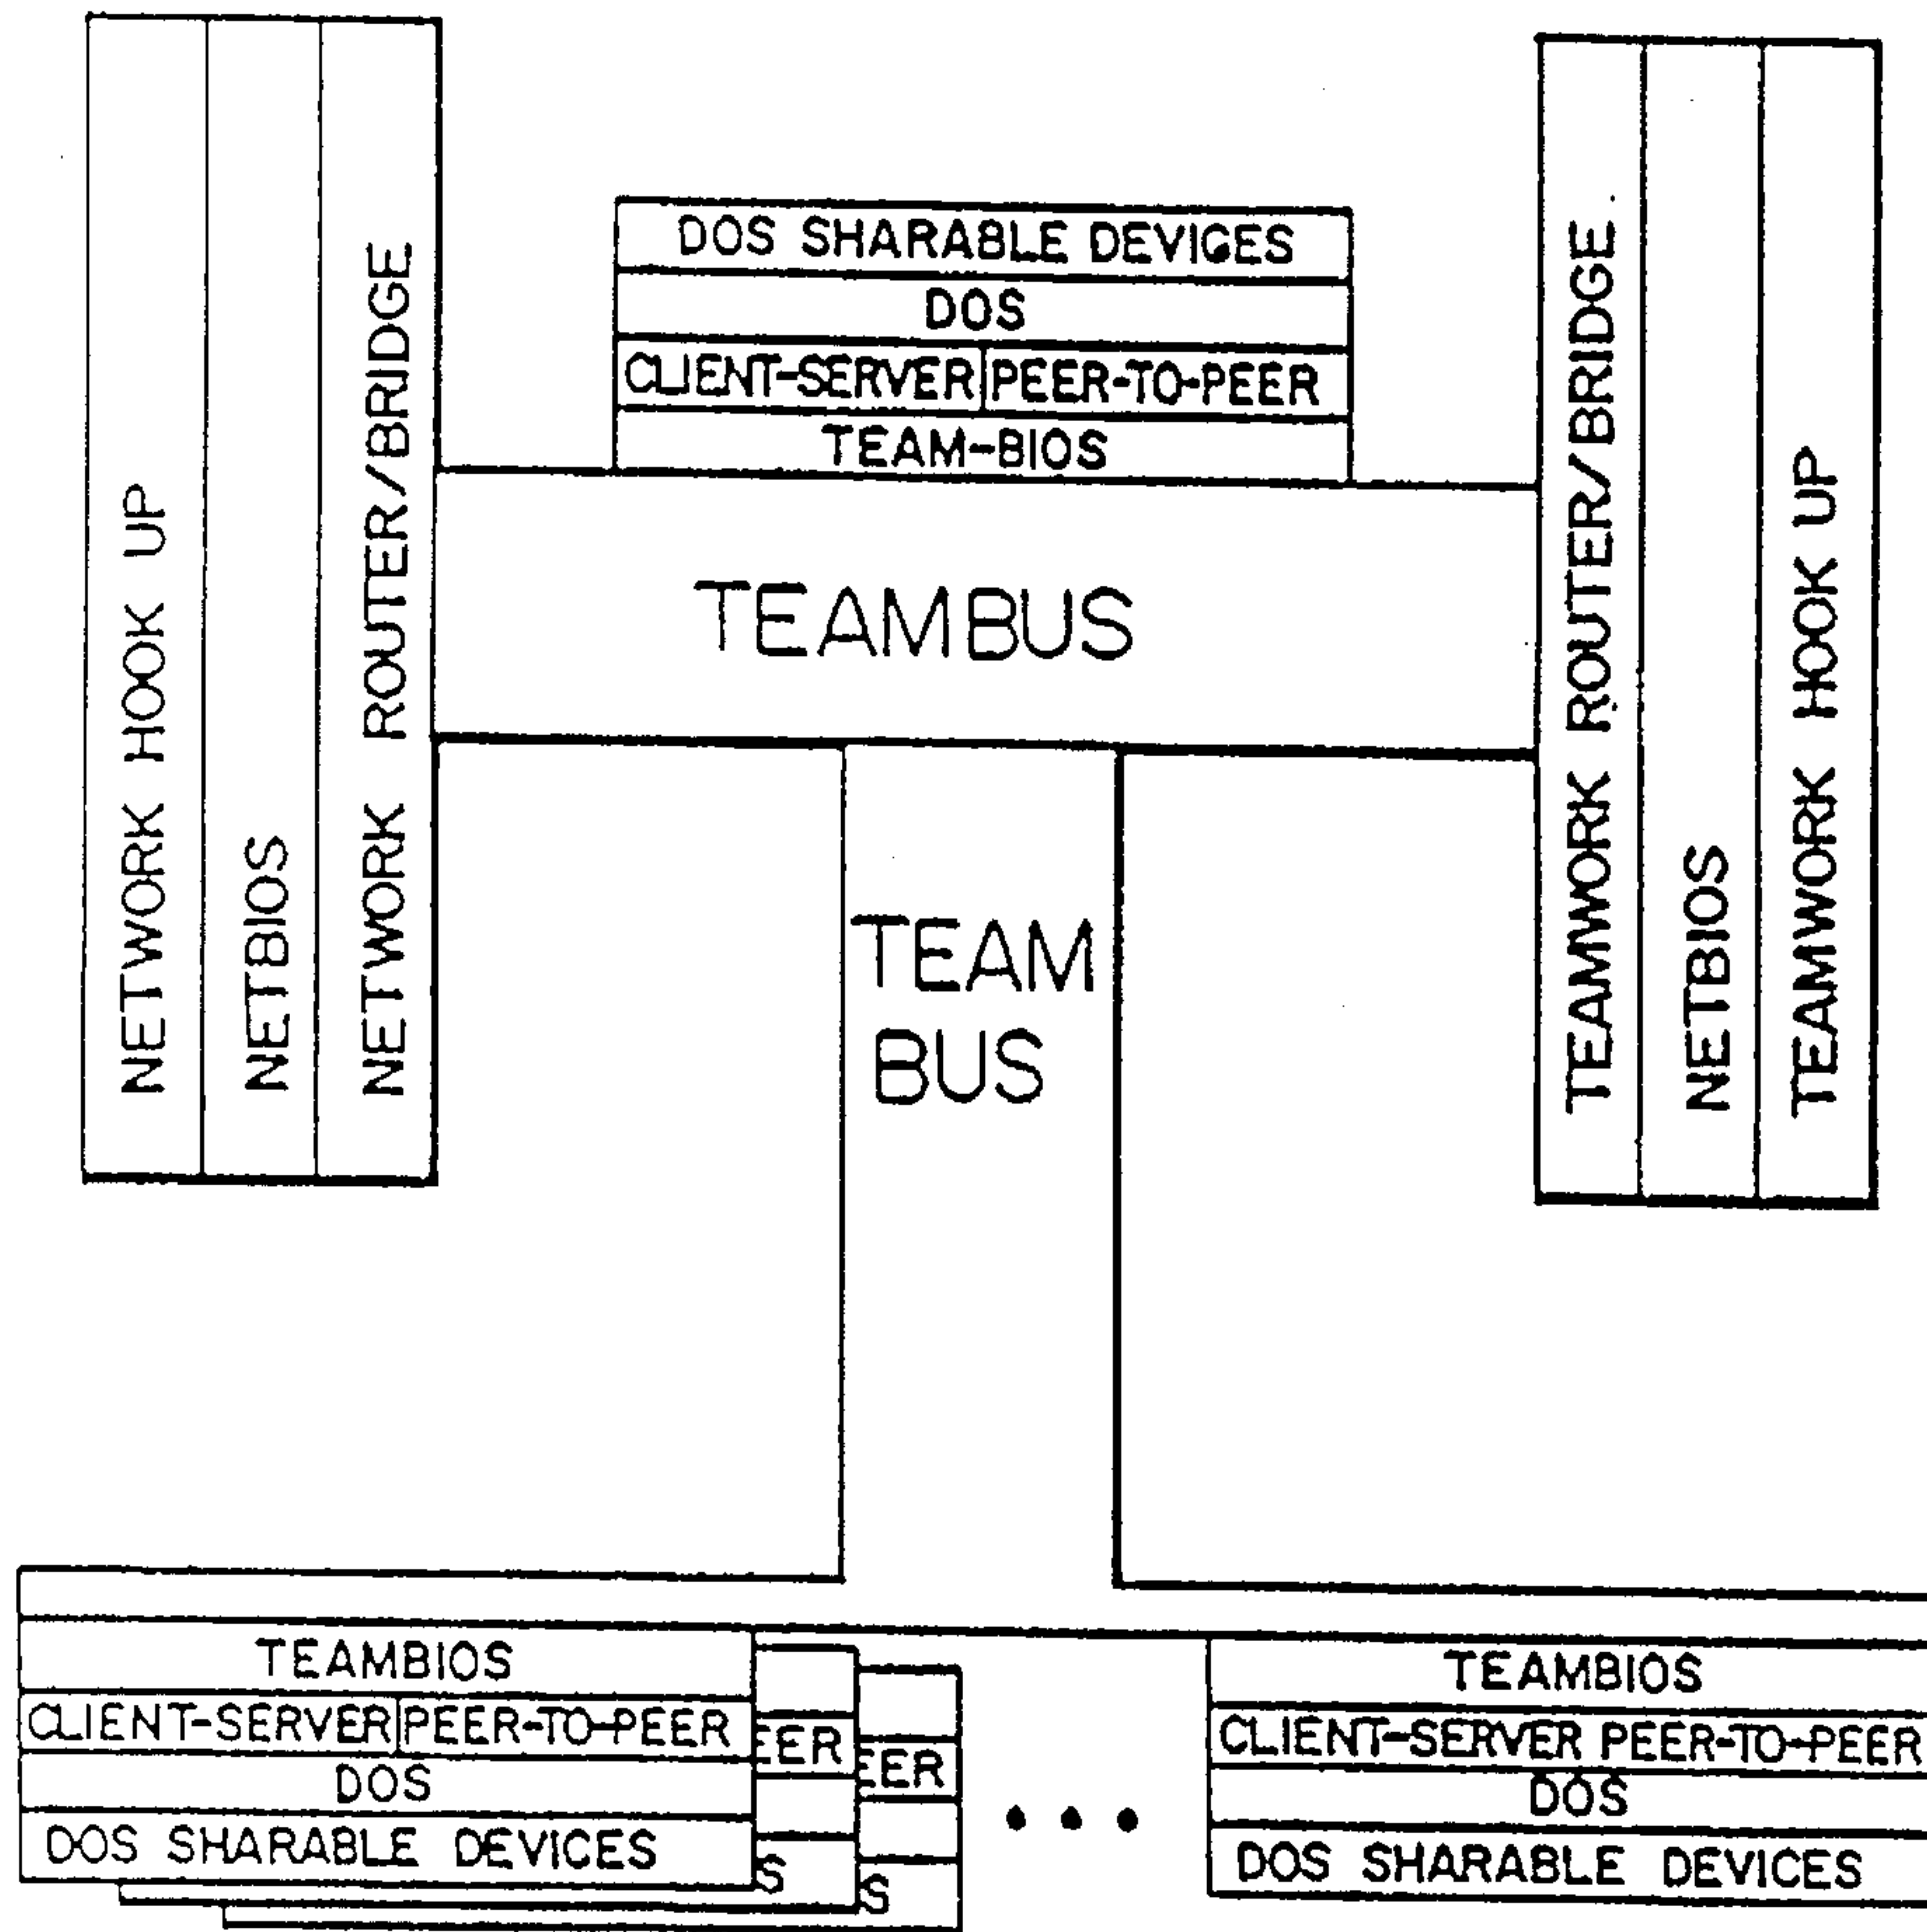 NETWORK HOOK UP
NETBIOS
NETWORK ROUTER/BRIDGE
DOS SHARABLE DEVICES
DOS
CLIENT-SERVER PEER-TO-PEER
TEAM-BIOS
TEAMBUS
TEAM
BUS
TEAMWORK ROUTER/BRIDGE
NETBIOS
TEAMWORK HOOK UP
TEAMBIOS
CLIENT-SERVER PEER-TO-PEER
DOS
DOS SHARABLE DEVICES
EER
S
EER
S
TEAMBIOS
CLIENT-SERVER PEER-TO-PEER
DOS
DOS SHARABLE DEVICES